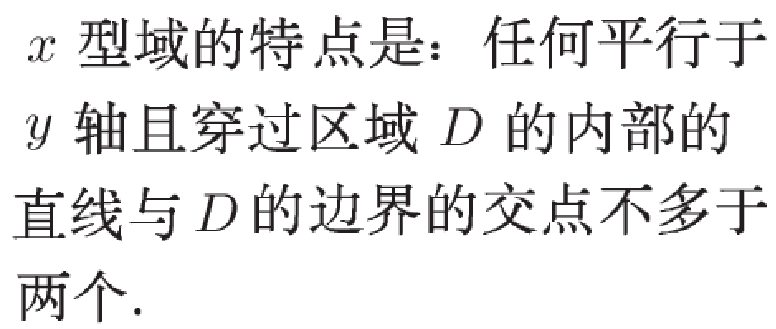 x 型域的特点是：任何平行于
y 轴且穿过区域 D 的内部的
直线与 D 的边界的交点不多于
两个.